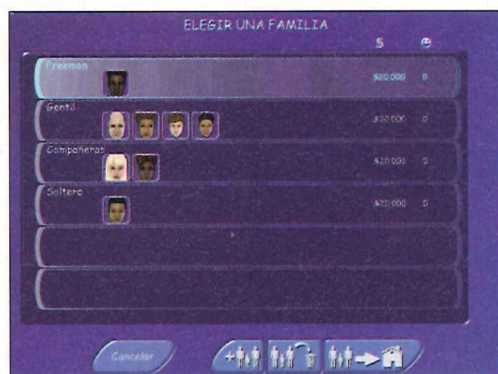 ELEGIR UNA FAMILIA
$
Freeman
$20.000 0
Gentil
$20.000 0
Compañeras
$20.000 0
Soltero
$20.000 0
Cancelar